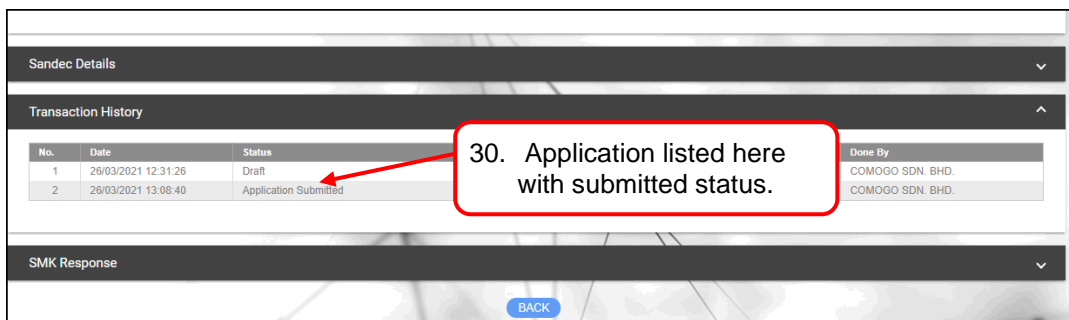 Sandec Details
Transaction History
No. Date Status Done By
1 26/03/2021 12:31:26 Draft COMOGO SDN. BHD.
2 26/03/2021 13:08:40 Application Submitted COMOGO SDN. BHD.
30. Application listed here
with submitted status.
SMK Response
BACK